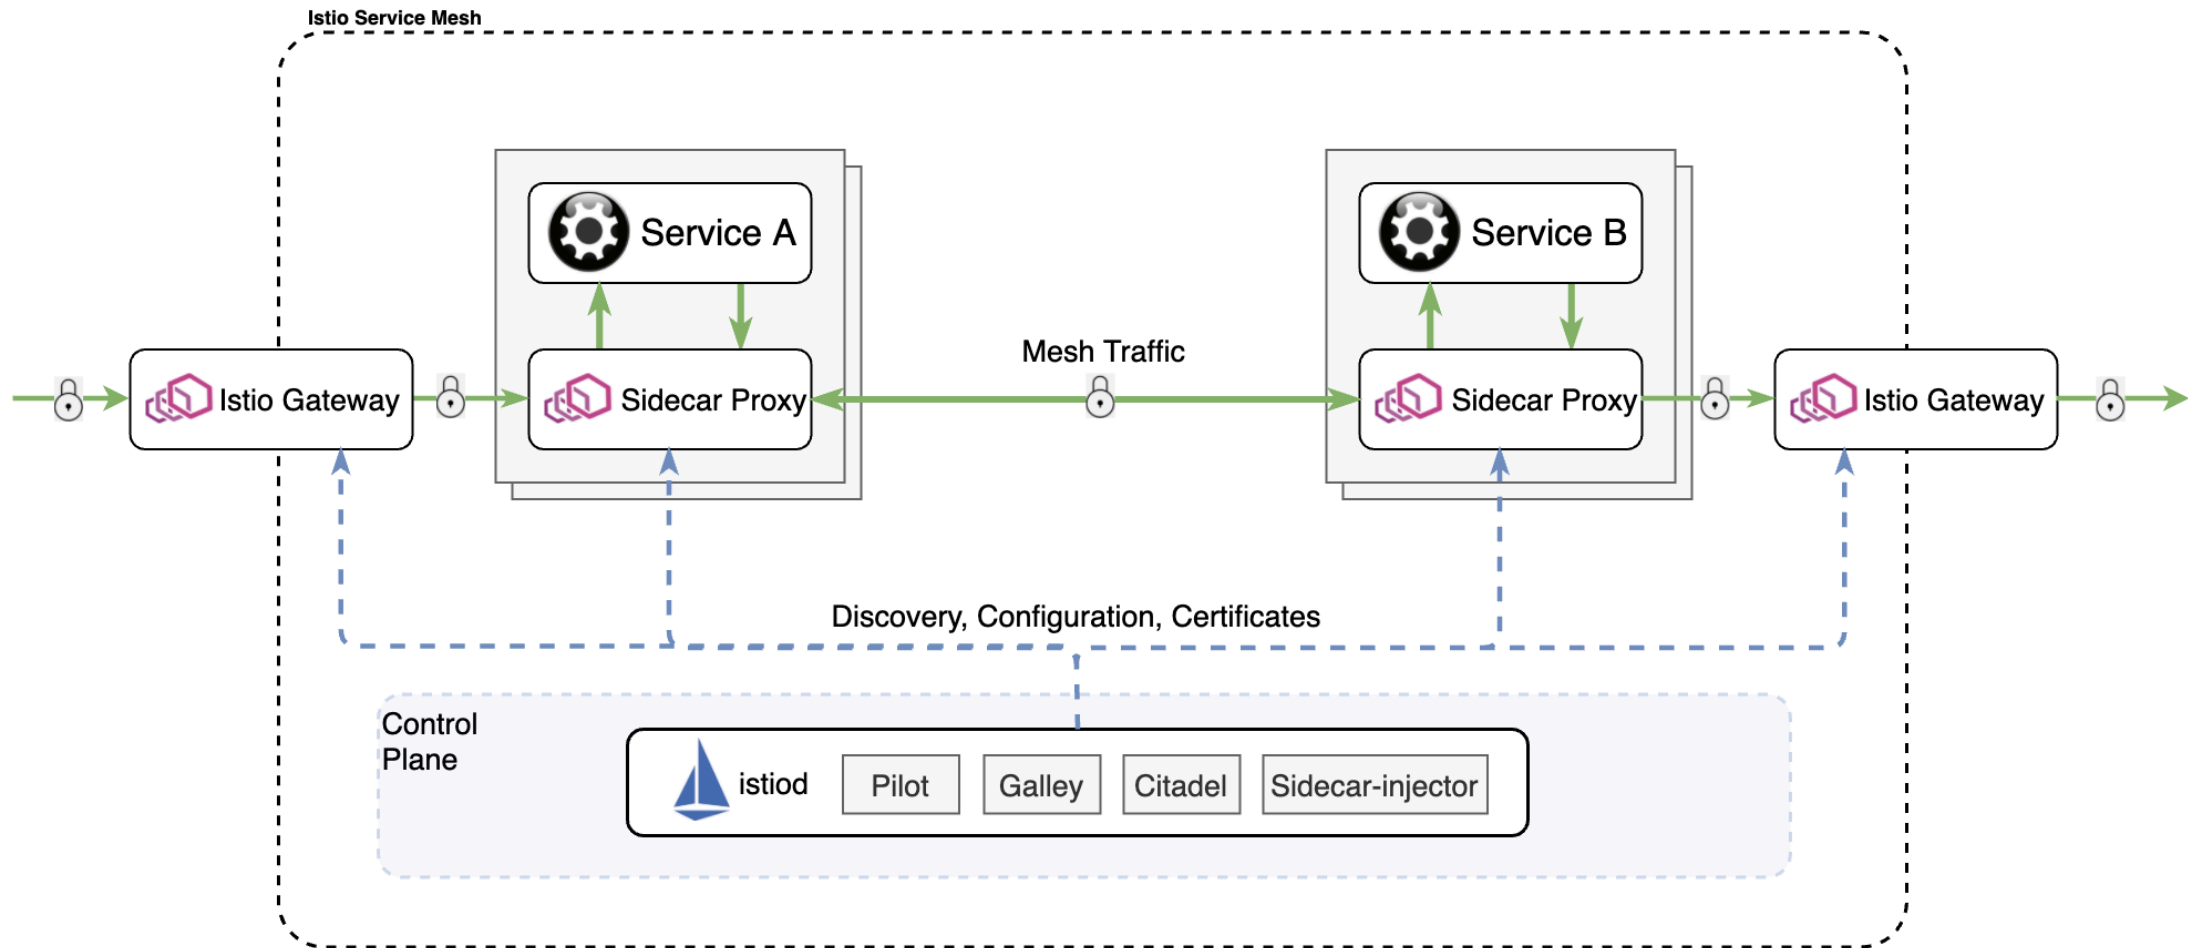 Istio Service Mesh
Service A
Service B
Mesh Traffic
Istio Gateway
Sidecar Proxy
Sidecar Proxy
Istio Gateway
Discovery, Configuration, Certificates
Control
Plane
istiod
Pilot
Galley
Citadel
Sidecar-injector